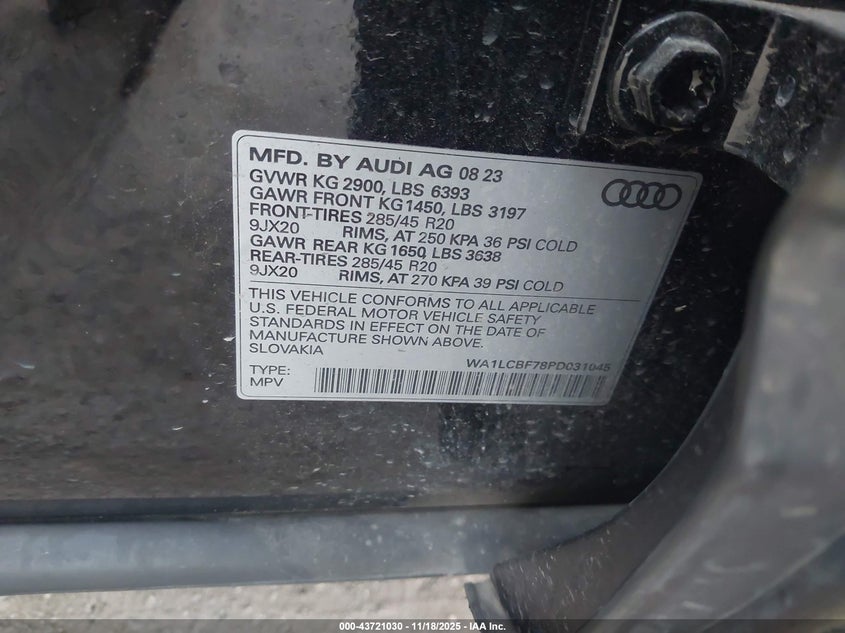 MFD. BY AUDI AG 08 23
GVWR KG 2900, LBS 6393
GAWR FRONT KG1450, LBS 3197
FRONT-TIRES 285/45 R20
9JX20 RIMS, AT 250 KPA 36 PSI COLD
GAWR REAR KG 1650, LBS 3638
REAR-TIRES 285/45 R20
9JX20 RIMS, AT 270 KPA 39 PSI COLD
THIS VEHICLE CONFORMS TO ALL APPLICABLE
U.S. FEDERAL MOTOR VEHICLE SAFETY
STANDARDS IN EFFECT ON THE DATE OF
MANUFACTURE SHOWN ABOVE.
SLOVAKIA
WA1LCBF78PD031045
TYPE:
MPV
000-43721030 - 11/18/2025 - IAA Inc.